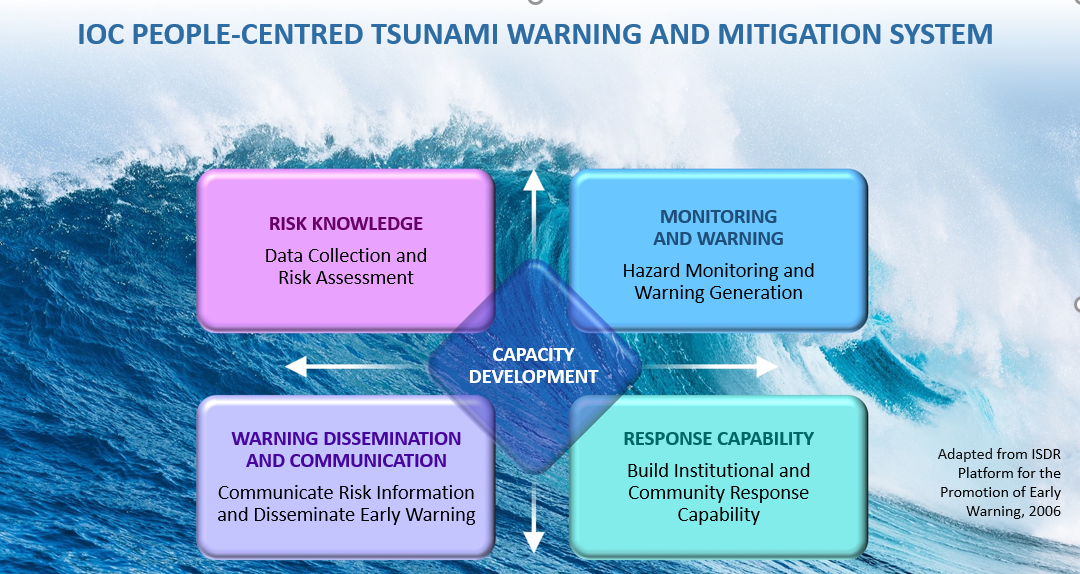 IOC PEOPLE-CENTRED TSUNAMI WARNING AND MITIGATION SYSTEM
RISK KNOWLEDGE
Data Collection and
Risk Assessment
MONITORING
AND WARNING
Hazard Monitoring and
Warning Generation
CAPACITY
DEVELOPMENT
WARNING DISSEMINATION
AND COMMUNICATION
Communicate Risk Information
and Disseminate Early Warning
RESPONSE CAPABILITY
Build Institutional and
Community Response
Capability
Adapted from ISDR
Platform for the
Promotion of Early
Warning, 2006